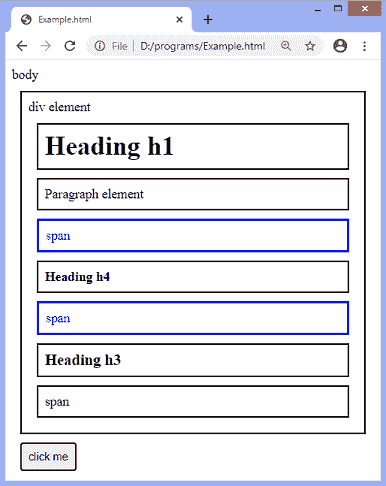 Example.html
File D:/programs/Example.html
body
div element
Heading h1
Paragraph element
span
Heading h4
span
Heading h3
span
click me